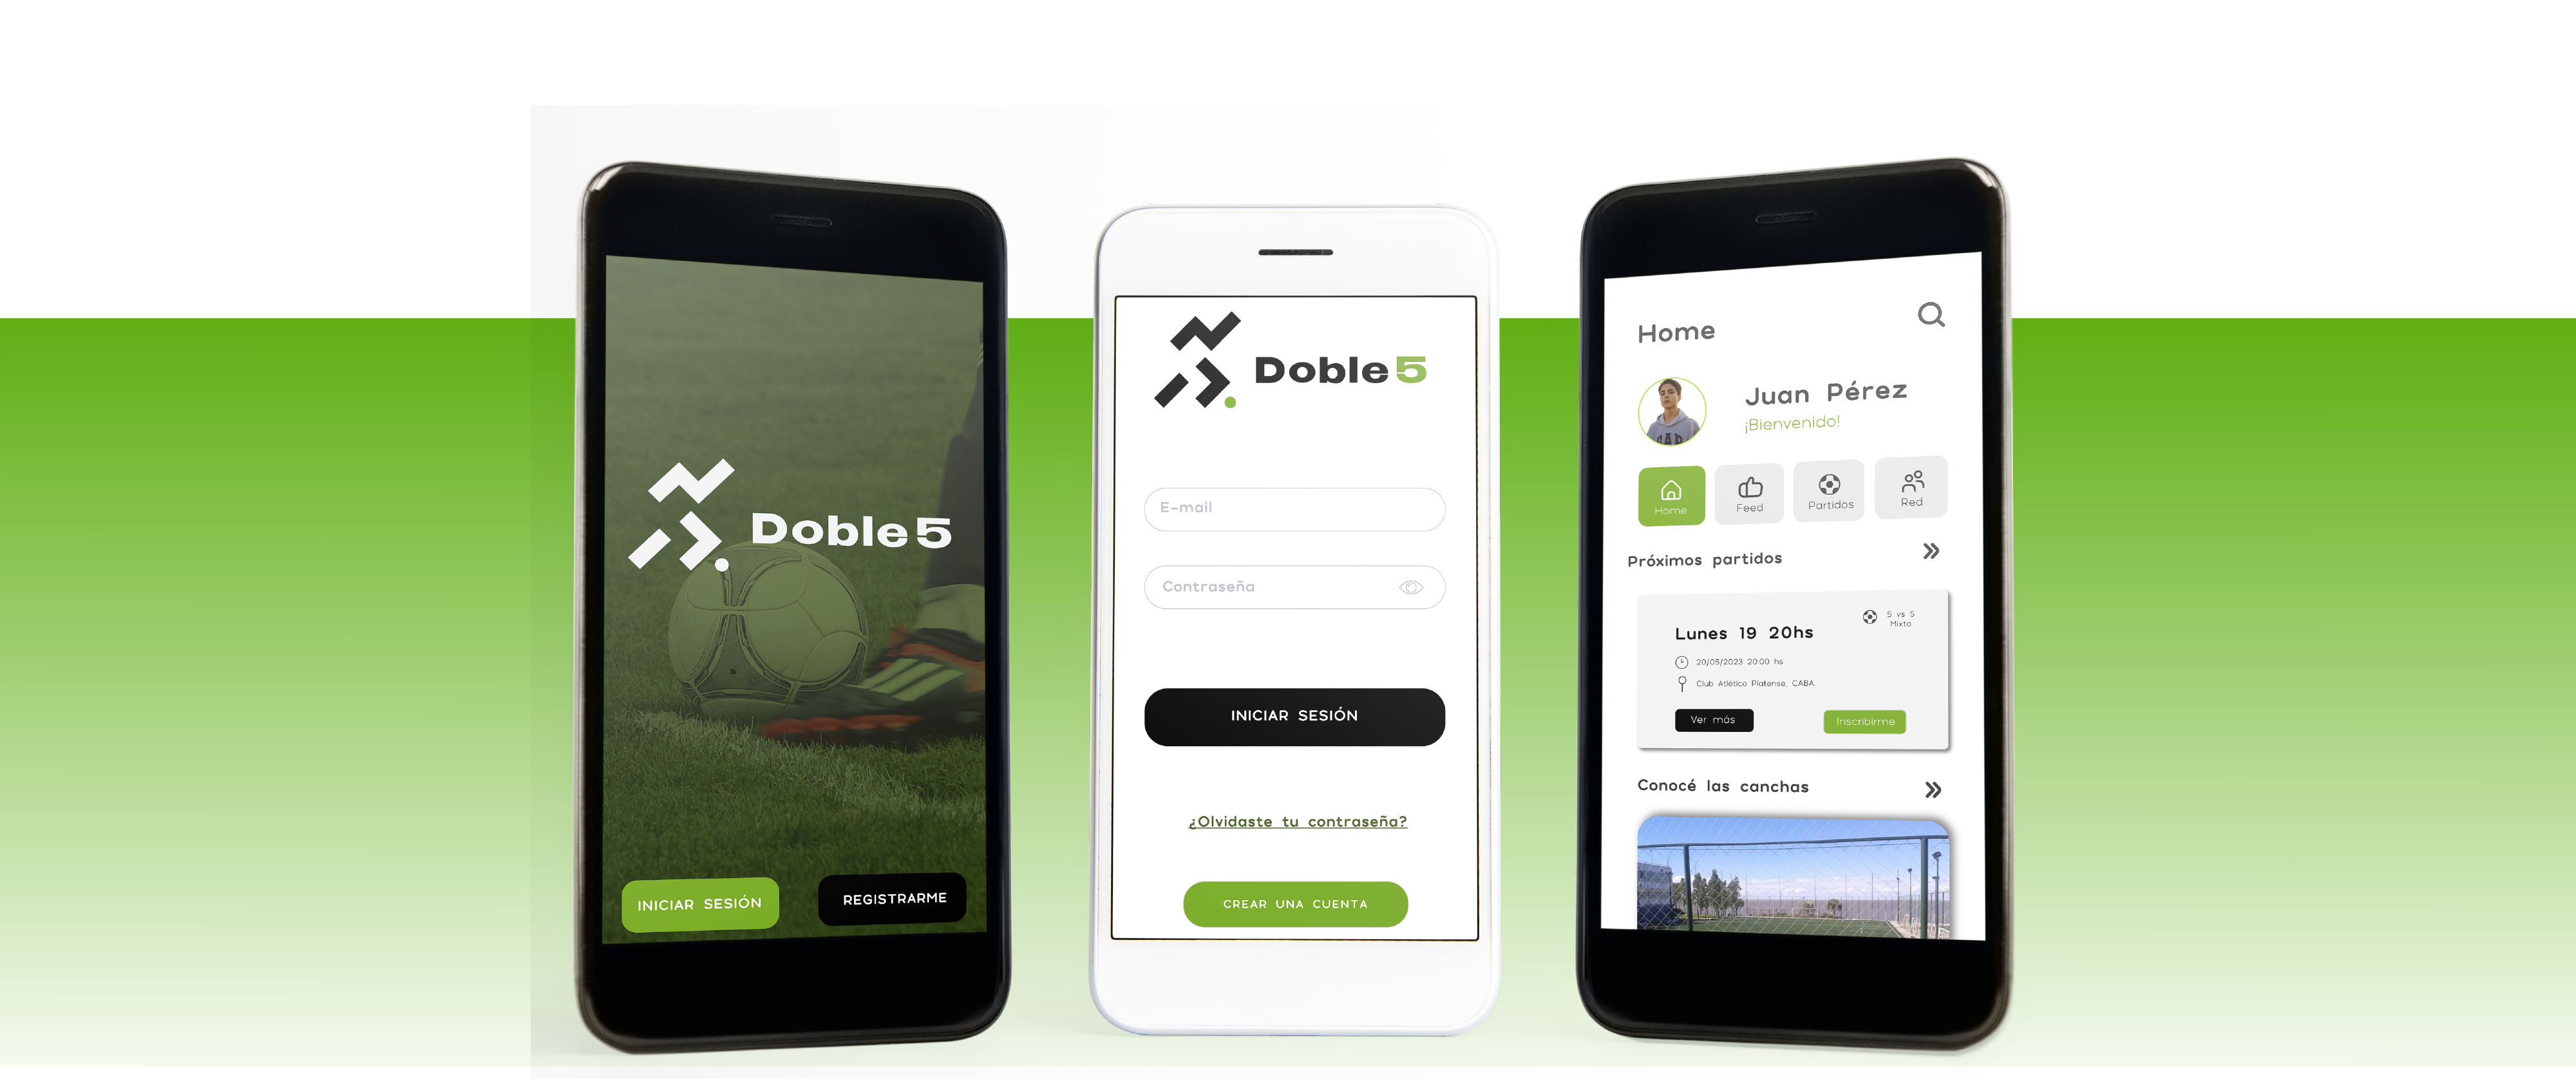 Doble5
INICIAR SESIÓN
REGISTRARME
Doble5
E-mail
Contraseña
INICIAR SESIÓN
¿Olvidaste tu contraseña?
CREAR UNA CUENTA
Home
Juan Pérez
¡Bienvenido!
GAP
Home
Feed
Partidos
Red
Próximos partidos
5 vs 5
Mixto
Lunes 19 20hs
20/05/2023 20:00 hs
Club Atlético Platense, CABA.
Ver más
Inscribirme
Conocé las canchas